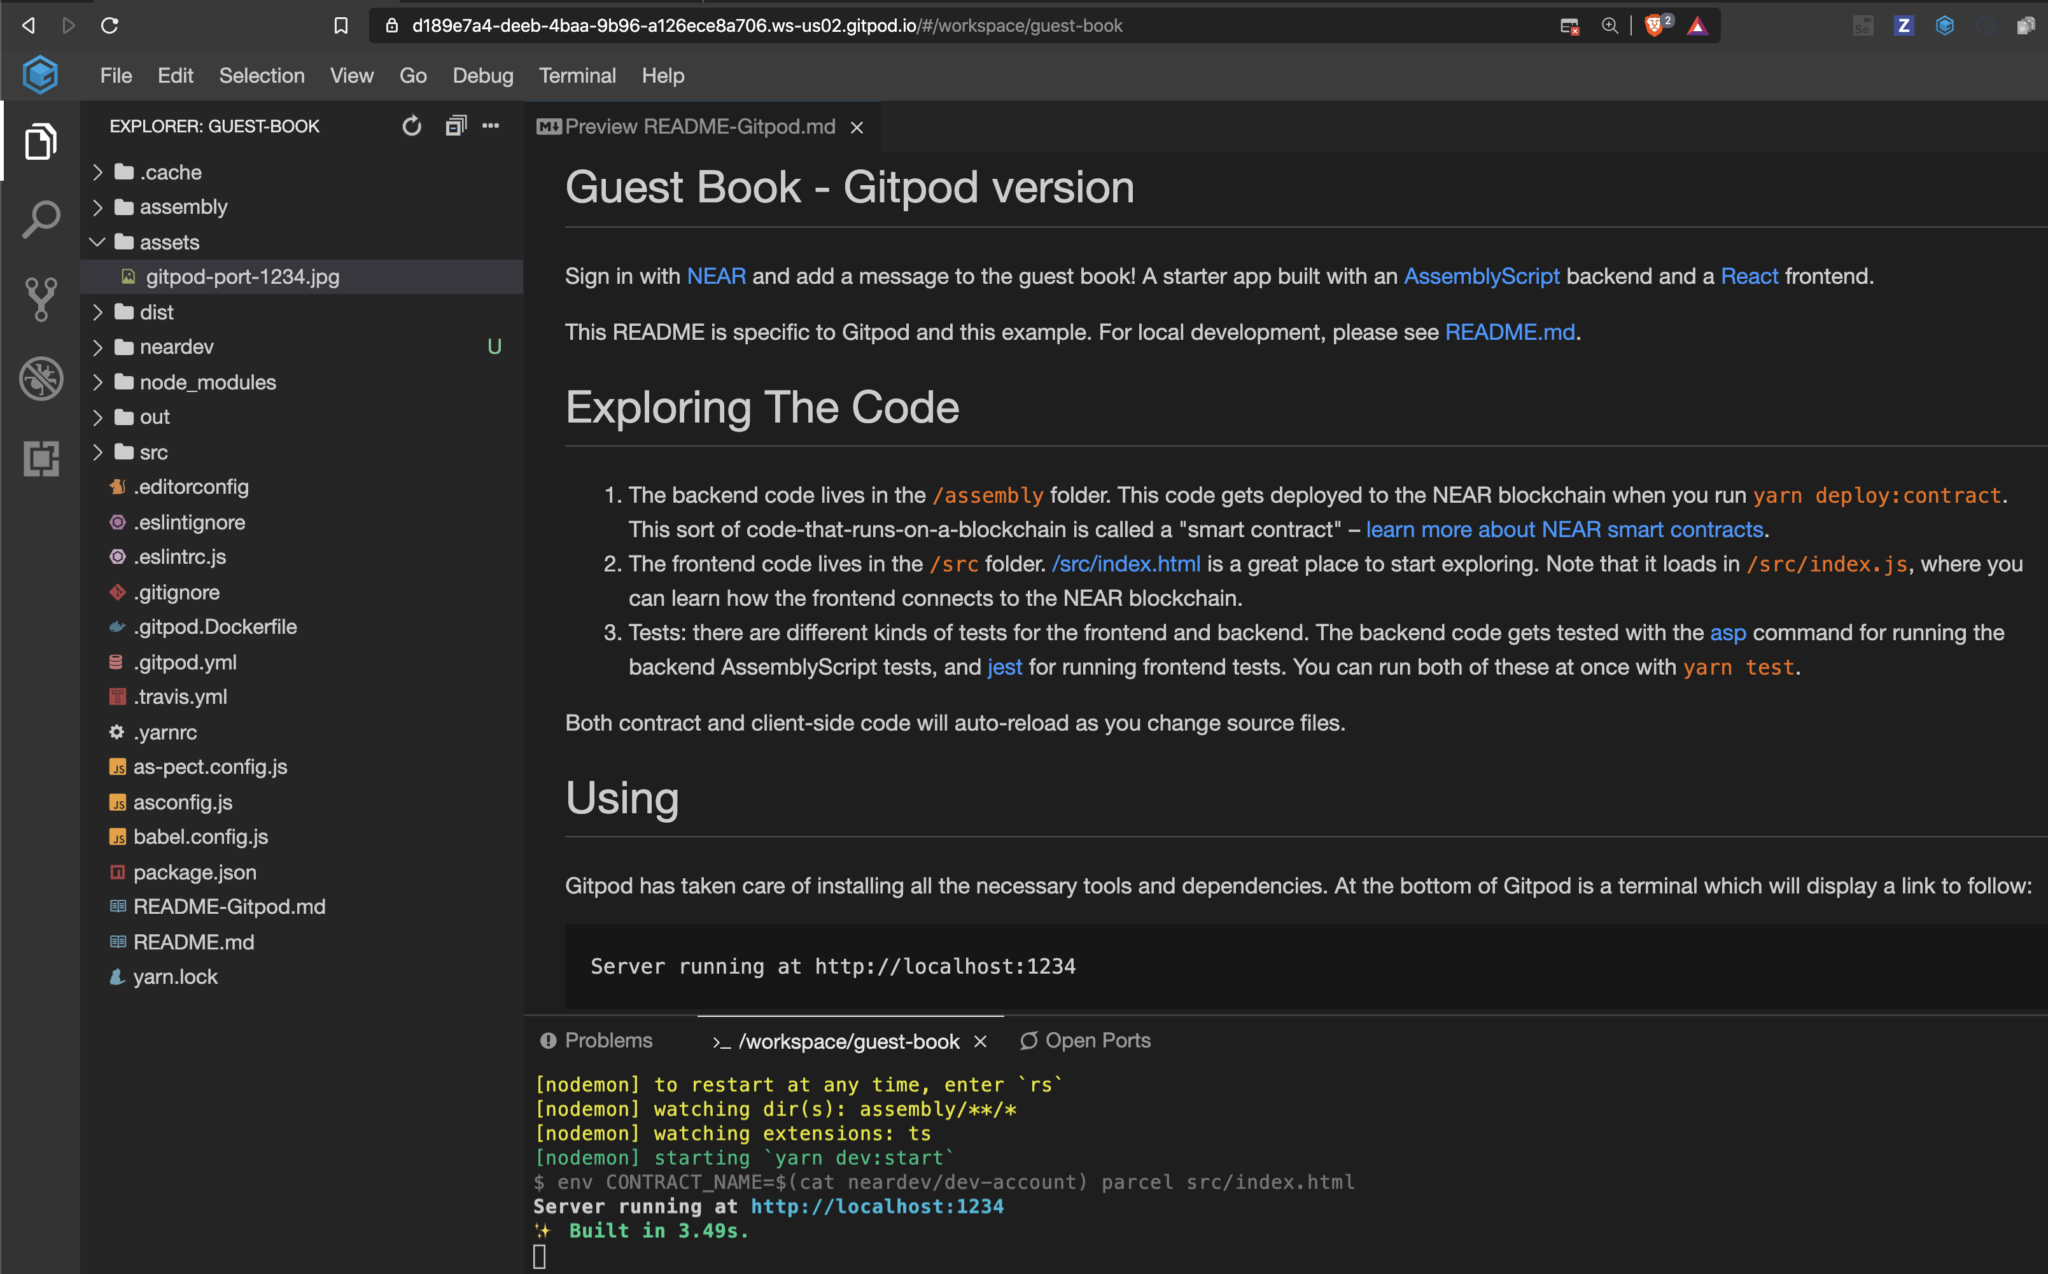 d189e7a4-deeb-4baa-9b96-a126ece8a706.ws-us02.gitpod.io/#/workspace/guest-book
2
Z
File Edit Selection View Go Debug Terminal Help
EXPLORER: GUEST-BOOK
.cache
assembly
assets
gitpod-port-1234.jpg
dist
neardev U
node_modules
out
src
.editorconfig
.eslintignore
.eslintrc.js
.gitignore
.gitpod.Dockerfile
.gitpod.yml
.travis.yml
.yarnrc
JS as-pect.config.js
JS asconfig.js
JS babel.config.js
package.json
README-Gitpod.md
README.md
yarn.lock
Preview README-Gitpod.md
Guest Book - Gitpod version
Sign in with NEAR and add a message to the guest book! A starter app built with an AssemblyScript backend and a React frontend.
This README is specific to Gitpod and this example. For local development, please see README.md.
Exploring The Code
1. The backend code lives in the /assembly folder. This code gets deployed to the NEAR blockchain when you run yarn deploy:contract.
This sort of code-that-runs-on-a-blockchain is called a "smart contract" – learn more about NEAR smart contracts.
2. The frontend code lives in the /src folder. /src/index.html is a great place to start exploring. Note that it loads in /src/index.js, where you
can learn how the frontend connects to the NEAR blockchain.
3. Tests: there are different kinds of tests for the frontend and backend. The backend code gets tested with the asp command for running the
backend AssemblyScript tests, and jest for running frontend tests. You can run both of these at once with yarn test.
Both contract and client-side code will auto-reload as you change source files.
Using
Gitpod has taken care of installing all the necessary tools and dependencies. At the bottom of Gitpod is a terminal which will display a link to follow:
Server running at http://localhost:1234
Problems >_ /workspace/guest-book Open Ports
[nodemon] to restart at any time, enter `rs`
[nodemon] watching dir(s): assembly/**/*
[nodemon] watching extensions: ts
[nodemon] starting `yarn dev:start`
$ env CONTRACT_NAME=$(cat neardev/dev-account) parcel src/index.html
Server running at http://localhost:1234
✨ Built in 3.49s.